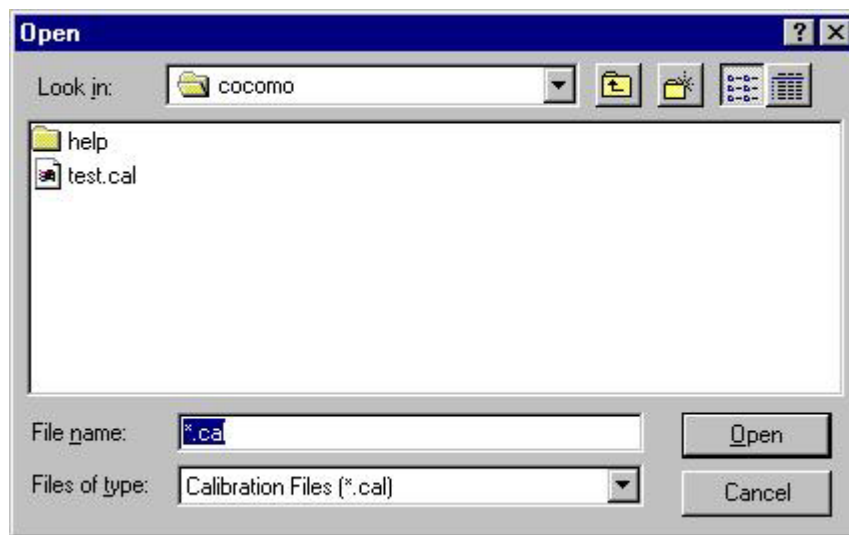 Open
Look in: cocomo
help
test.cal
File name: *.cal
Open
Files of type: Calibration Files (*.cal)
Cancel